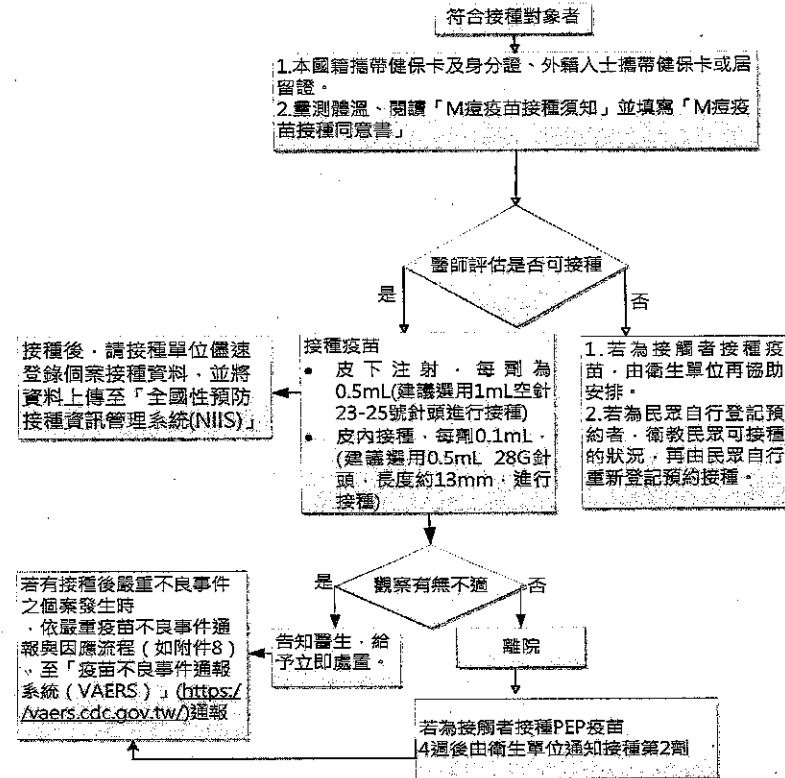 符合接種對象者
1.本國籍攜帶健保卡及身分證、外籍人士攜帶健保卡或居
留證。
2.量測體溫、閱讀「M痘疫苗接種須知」並填寫「M痘疫
苗接種同意書」
醫師評估是否可接種
是
否
接種後，請接種單位儘速
登錄個案接種資料，並將
資料上傳至「全國性預防
接種資訊管理系統(NIIS)」
接種疫苗
• 皮下注射，每劑為
0.5mL(建議選用1mL空針
23-25號針頭進行接種)
• 皮內接種，每劑0.1mL，
(建議選用0.5mL 28G針
頭，長度約13mm，進行
接種)
1.若為接觸者接種疫
苗，由衛生單位再協助
安排。
2.若為民眾自行登記預
約者，衛教民眾可接種
的狀況，再由民眾自行
重新登記預約接種。
觀察有無不適
是
否
若有接種後嚴重不良事件
之個案發生時
，依嚴重疫苗不良事件通
報與因應流程（如附件8）
、至「疫苗不良事件通報
系統（VAERS）」(https:/
/vaers.cdc.gov.tw/)通報
告知醫生，給
予立即處置。
離院
若為接觸者接種PEP疫苗
4週後由衛生單位通知接種第2劑